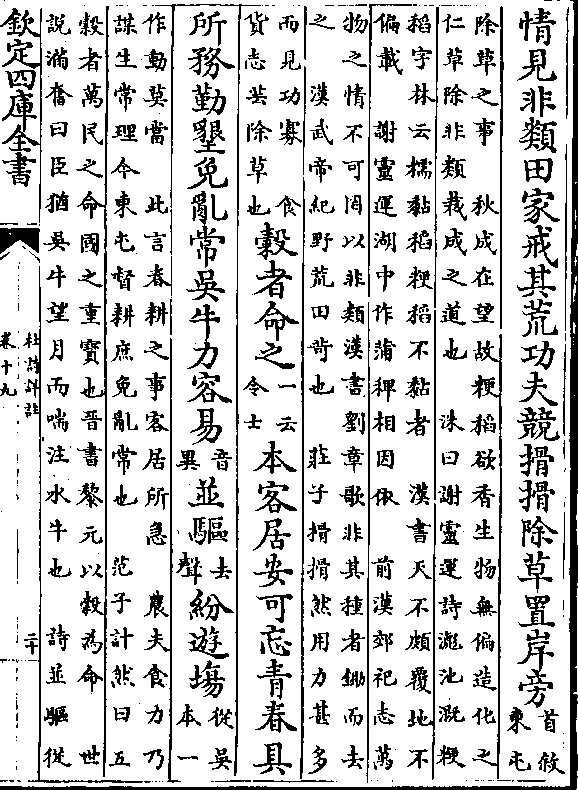 情見非類田家戒其荒功夫競搰搰除草置岸旁首攸
東屯
除草之事　秋成在望故粳稻欲香生物無偏造化之
仁草除非類栽成之道也　洙曰謝靈運詩滮池溉粳
稻字林云糯黏稻粳稻不黏者　漢書天不頗覆地不
偏載　謝靈運湖中作蒲稗相因依　前漢郊祀志萬
物之情不可罔以非類漢書劉章歌非其種者鋤而去
之　漢武帝紀野荒田苛也　莊子搰搰然用力甚多
而見功寡　食
貨志芸除草也
穀者命之一云
令士
本客居安可忘青春具
所務勤墾免亂常吳牛力容易音
異
並驅去
聲
紛遊場從吳
本一
作動莫當　此言春耕之事客居所急　農夫食力乃
謀生常理今東屯督耕庶免亂常也　范子計然曰五
穀者萬民之命國之重寶也晉書黎元以穀為命　世
說滿奮曰臣猶吳牛望月而喘注水牛也　詩並驅從
欽定四庫全書
杜詩詳註
卷十九
二十